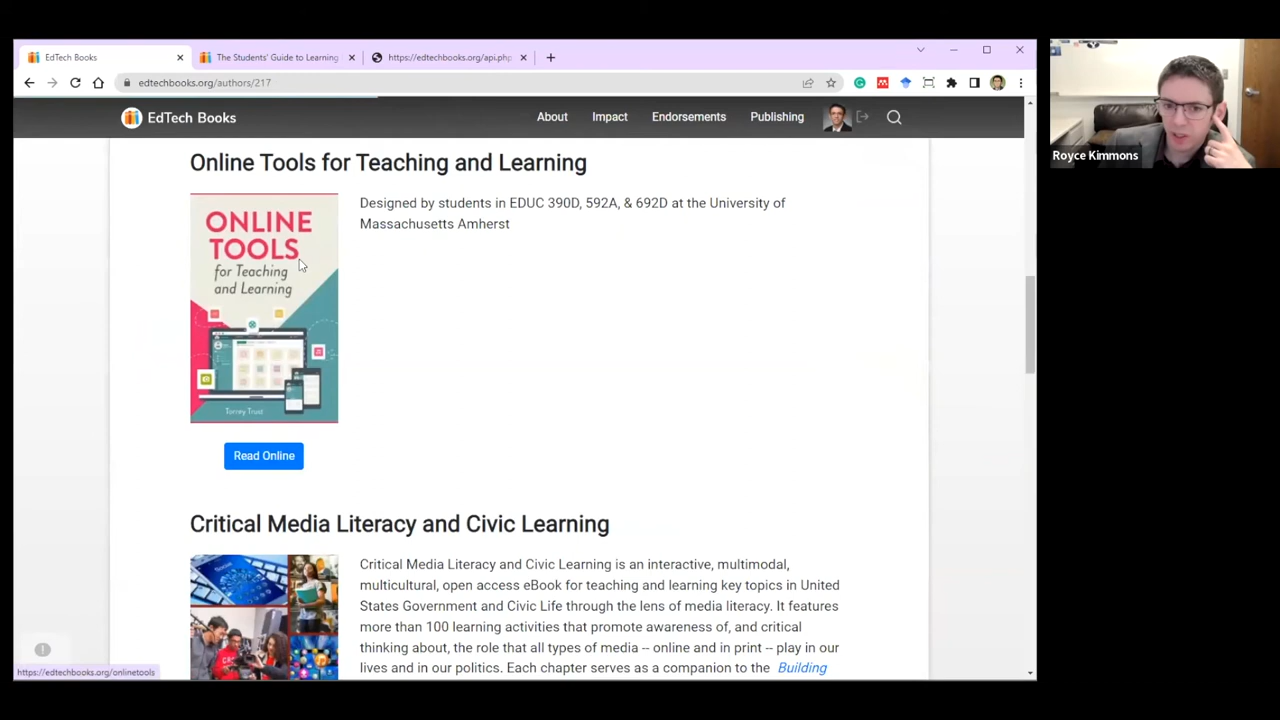 EdTech Books
The Students' Guide to Learning
https://edtechbooks.org/api.php
edtechbooks.org/authors/217
EdTech Books
About
Impact
Endorsements
Publishing
Royce Kimmons
Online Tools for Teaching and Learning
ONLINE
TOOLS
for Teaching
and Learning
Torrey Trust
Designed by students in EDUC 390D, 592A, & 692D at the University of
Massachusetts Amherst
Read Online
Critical Media Literacy and Civic Learning
Critical Media Literacy and Civic Learning is an interactive, multimodal,
multicultural, open access eBook for teaching and learning key topics in United
States Government and Civic Life through the lens of media literacy. It features
more than 100 learning activities that promote awareness of, and critical
thinking about, the role that all types of media -- online and in print -- play in our
lives and in our politics. Each chapter serves as a companion to the Building
https://edtechbooks.org/onlinetools